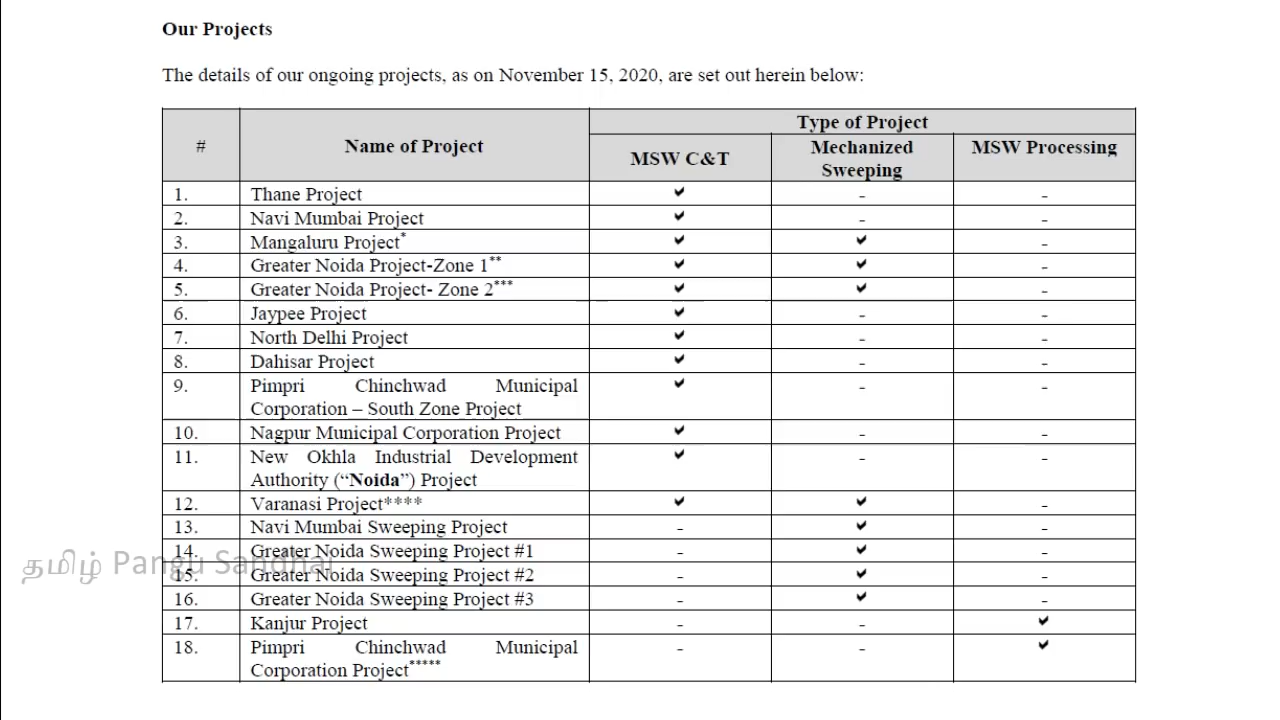 Our Projects
The details of our ongoing projects, as on November 15, 2020, are set out herein below:
# Name of Project Type of Project
MSW C&T Mechanized Sweeping MSW Processing
1. Thane Project ✔ - -
2. Navi Mumbai Project ✔ - -
3. Mangaluru Project* ✔ ✔ -
4. Greater Noida Project-Zone 1** ✔ ✔ -
5. Greater Noida Project- Zone 2*** ✔ ✔ -
6. Jaypee Project ✔ - -
7. North Delhi Project ✔ - -
8. Dahisar Project ✔ - -
9. Pimpri Chinchwad Municipal ✔ - -
Corporation – South Zone Project
10. Nagpur Municipal Corporation Project ✔ - -
11. New Okhla Industrial Development ✔ - -
Authority (“Noida”) Project
12. Varanasi Project**** ✔ ✔ -
13. Navi Mumbai Sweeping Project - ✔ -
14. Greater Noida Sweeping Project #1 - ✔ -
தமிழ் Pangu Sandhai
15. Greater Noida Sweeping Project #2 - ✔ -
16. Greater Noida Sweeping Project #3 - ✔ -
17. Kanjur Project - - ✔
18. Pimpri Chinchwad Municipal - - ✔
Corporation Project*****